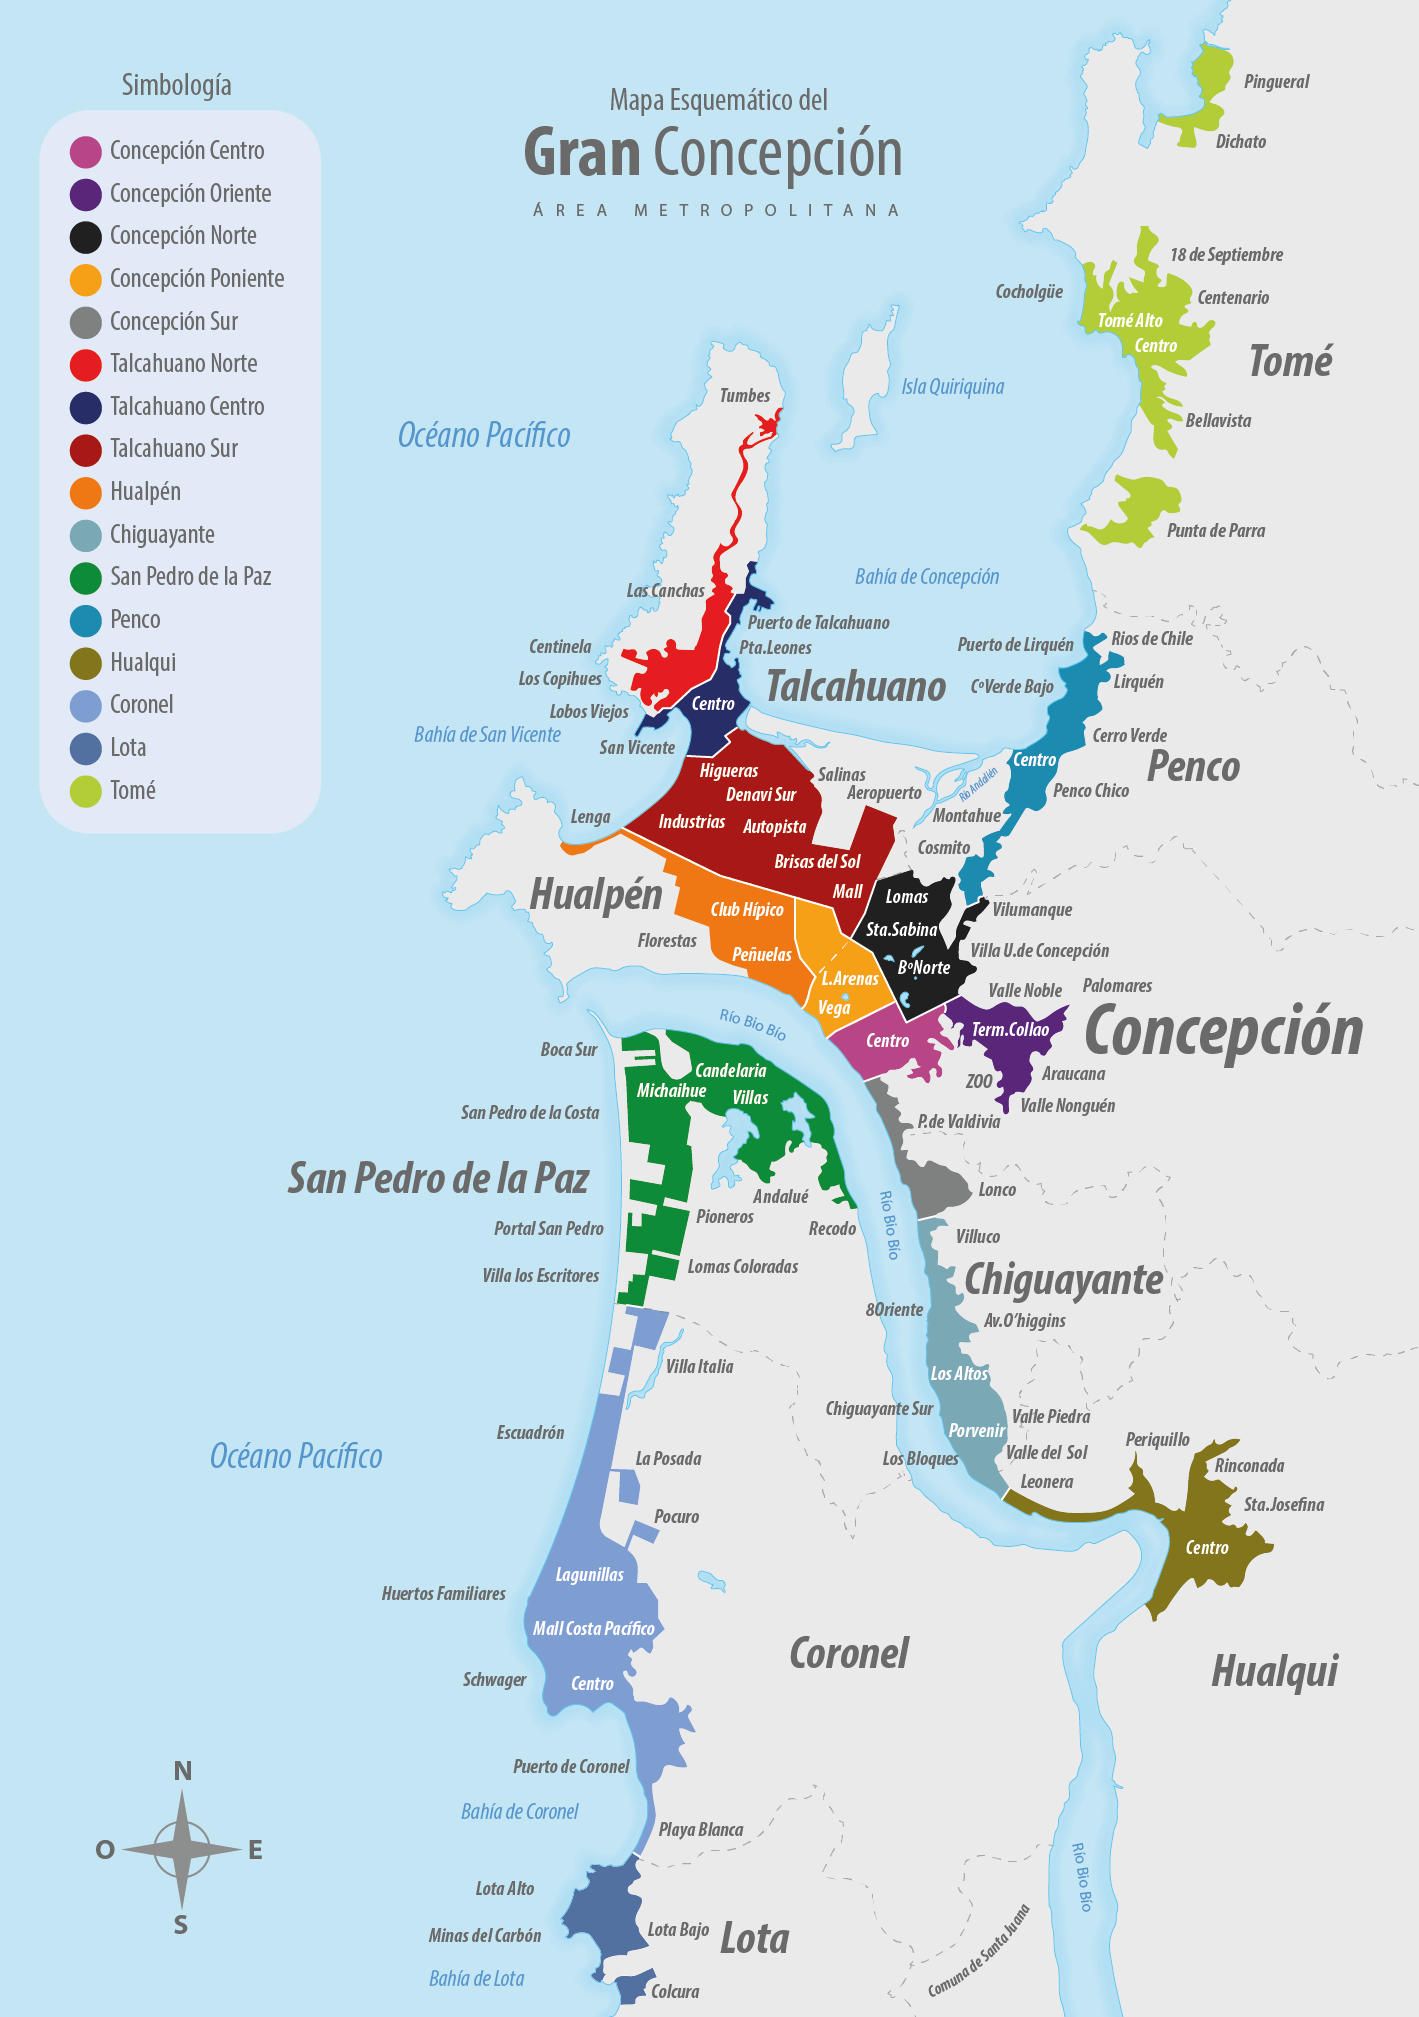 Simbología
Concepción Centro
Concepción Oriente
Concepción Norte
Concepción Poniente
Concepción Sur
Talcahuano Norte
Talcahuano Centro
Talcahuano Sur
Hualpén
Chiguayante
San Pedro de la Paz
Penco
Hualqui
Coronel
Lota
Tomé
Mapa Esquemático del
Gran Concepción
ÁREA METROPOLITANA
Pingueral
Dichato
18 de Septiembre
Cocholgüe
Centenario
Tomé Alto
Centro
Tomé
Bellavista
Punta de Parra
Isla Quiriquina
Océano Pacífico
Tumbes
Bahía de Concepción
Las Canchas
Puerto de Talcahuano
Pta.Leones
Centinela
Los Copihues
Talcahuano
Centro
Lobos Viejos
Bahía de San Vicente
San Vicente
Puerto de Lirquén
Rios de Chile
CºVerde Bajo
Lirquén
Cerro Verde
Centro
Penco
Penco Chico
Río Andalién
Montahue
Cosmito
Higueras
Salinas
Denavi Sur
Aeropuerto
Lenga
Industrias
Autopista
Brisas del Sol
Mall
Hualpén
Club Hípico
Florestas
Peñuelas
Lomas
Sta.Sabina
BºNorte
Vilumanque
Villa U.de Concepción
L.Arenas
Vega
Valle Noble
Palomares
Río Bio Bío
Centro
Term.Collao
Concepción
ZOO
Araucana
Valle Nonguén
P.de Valdivia
Boca Sur
Candelaria
Michaihue
Villas
San Pedro de la Costa
San Pedro de la Paz
Andalué
Pioneros
Recodo
Portal San Pedro
Villa los Escritores
Lomas Coloradas
Río Bio Bío
Lonco
Villuco
Chiguayante
8Oriente
Av.O'higgins
Los Altos
Chiguayante Sur
Porvenir
Valle Piedra
Los Bloques
Valle del Sol
Leonera
Villa Italia
Océano Pacífico
Escuadrón
La Posada
Pocuro
Periquillo
Rinconada
Sta.Josefina
Centro
Lagunillas
Huertos Familiares
Mall Costa Pacífico
Coronel
Hualqui
Schwager
Centro
Puerto de Coronel
Bahía de Coronel
Playa Blanca
N
O
E
S
Río Bio Bío
Lota Alto
Minas del Carbón
Lota Bajo
Lota
Comuna de Santa Juana
Bahía de Lota
Colcura